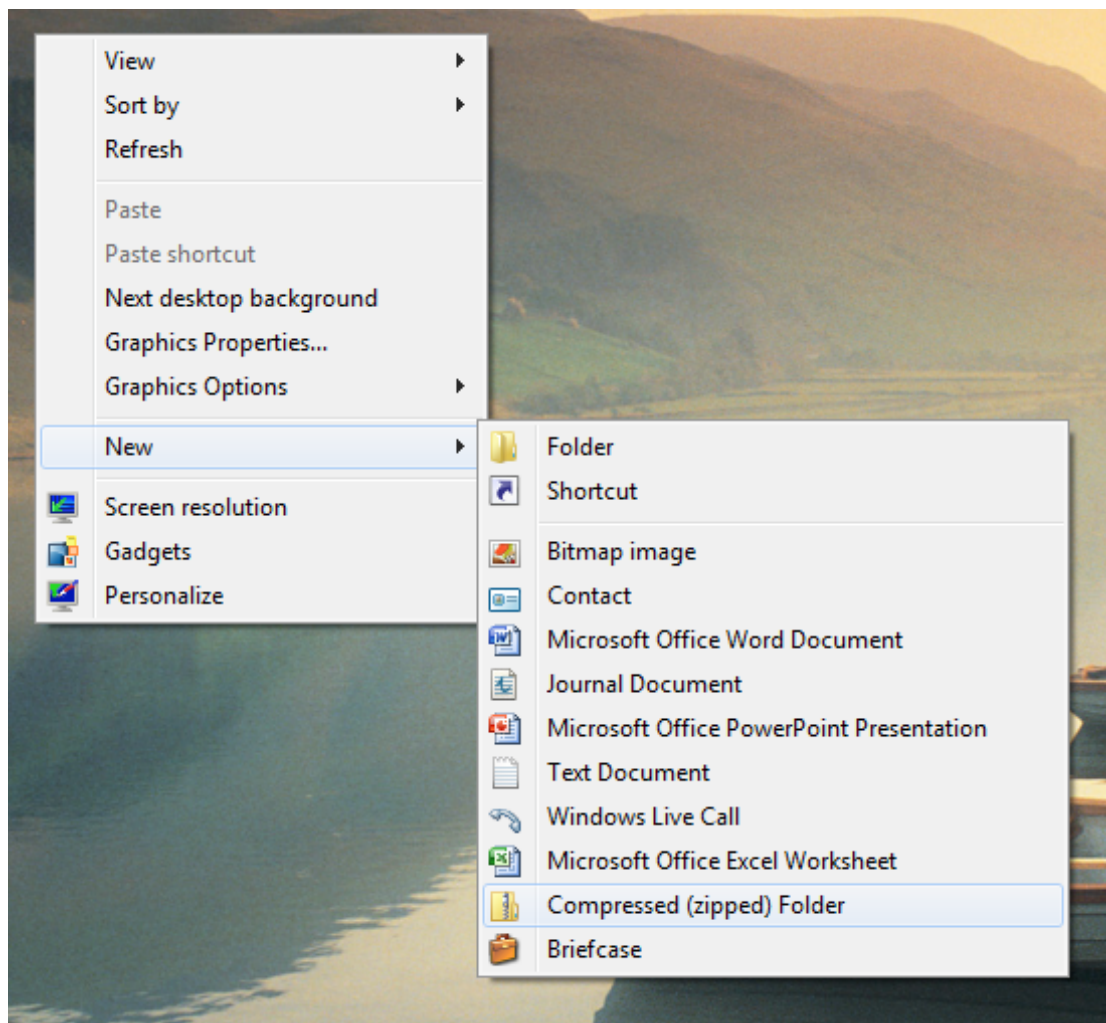 View
Sort by
Refresh
Paste
Paste shortcut
Next desktop background
Graphics Properties...
Graphics Options
New
Screen resolution
Gadgets
Personalize
Folder
Shortcut
Bitmap image
Contact
Microsoft Office Word Document
Journal Document
Microsoft Office PowerPoint Presentation
Text Document
Windows Live Call
Microsoft Office Excel Worksheet
Compressed (zipped) Folder
Briefcase